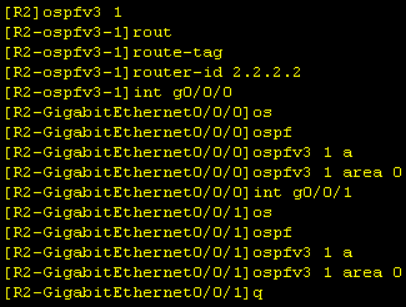 [R2]ospfv3 1
[R2-ospfv3-1]rout
[R2-ospfv3-1]route-tag
[R2-ospfv3-1]router-id 2.2.2.2
[R2-ospfv3-1]int g0/0/0
[R2-GigabitEthernet0/0/0]os
[R2-GigabitEthernet0/0/0]ospf
[R2-GigabitEthernet0/0/0]ospfv3 1 a
[R2-GigabitEthernet0/0/0]ospfv3 1 area 0
[R2-GigabitEthernet0/0/0]int g0/0/1
[R2-GigabitEthernet0/0/1]os
[R2-GigabitEthernet0/0/1]ospf
[R2-GigabitEthernet0/0/1]ospfv3 1 a
[R2-GigabitEthernet0/0/1]ospfv3 1 area 0
[R2-GigabitEthernet0/0/1]q